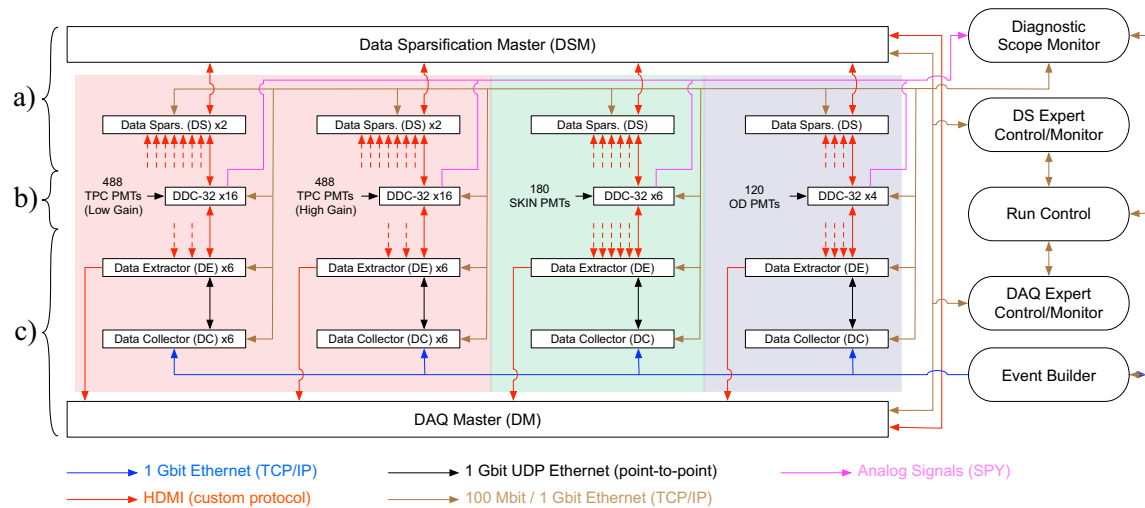 Data Sparsification Master (DSM)
Diagnostic
Scope Monitor
a)
Data Spars. (DS) x2
Data Spars. (DS) x2
Data Spars. (DS)
Data Spars. (DS)
DS Expert
Control/Monitor
b)
488
TPC PMTs
(Low Gain)
DDC-32 x16
488
TPC PMTs
(High Gain)
DDC-32 x16
180
SKIN PMTs
DDC-32 x6
120
OD PMTs
DDC-32 x4
Run Control
c)
Data Extractor (DE) x6
Data Extractor (DE) x6
Data Extractor (DE)
Data Extractor (DE)
DAQ Expert
Control/Monitor
Data Collector (DC) x6
Data Collector (DC) x6
Data Collector (DC)
Data Collector (DC)
Event Builder
DAQ Master (DM)
1 Gbit Ethernet (TCP/IP)
1 Gbit UDP Ethernet (point-to-point)
Analog Signals (SPY)
HDMI (custom protocol)
100 Mbit / 1 Gbit Ethernet (TCP/IP)